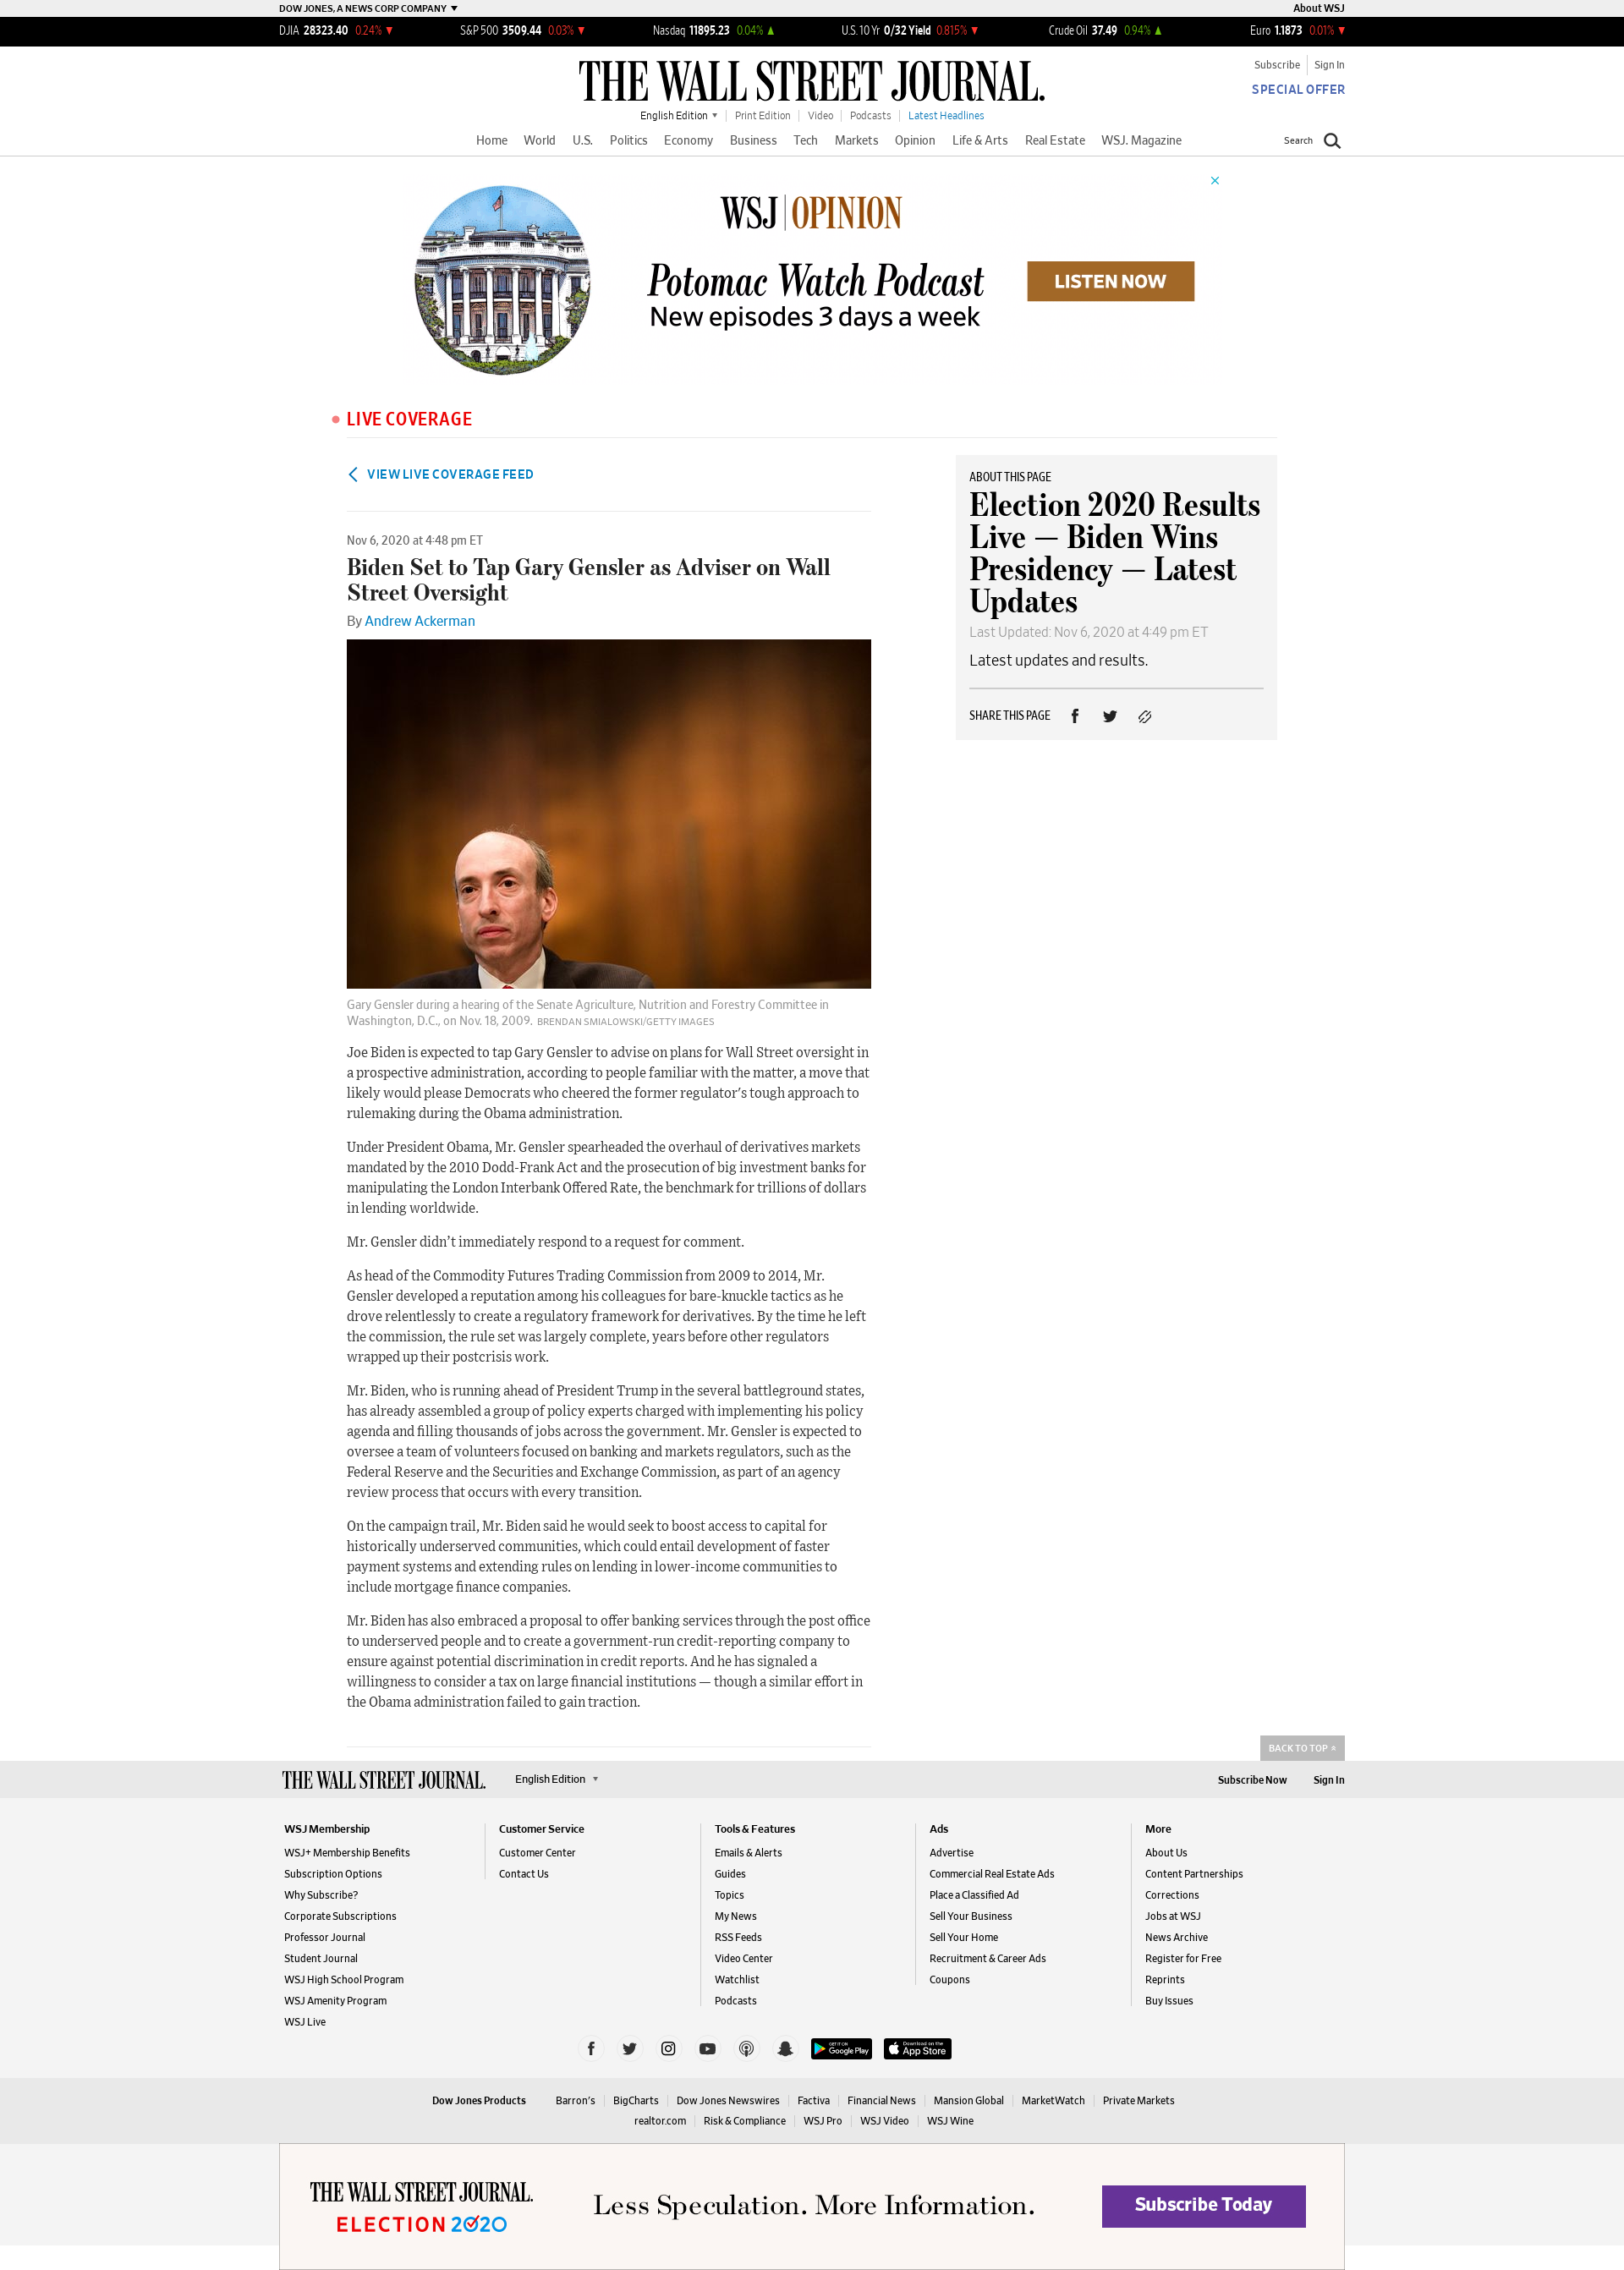 DOW JONES, A NEWS CORP COMPANY
About WSJ
DJIA 28323.40 0.24% S&P 500 3509.44 0.03% Nasdaq 11895.23 0.04% U.S. 10 Yr 0/32 Yield 0.815% Crude Oil 37.49 0.94% Euro 1.1873 0.01%
THE WALL STREET JOURNAL.
Subscribe Sign In
SPECIAL OFFER
English Edition Print Edition Video Podcasts Latest Headlines
Home World U.S. Politics Economy Business Tech Markets Opinion Life & Arts Real Estate WSJ. Magazine Search
WSJ OPINION
Potomac Watch Podcast
New episodes 3 days a week
LISTEN NOW
LIVE COVERAGE
VIEW LIVE COVERAGE FEED
Nov 6, 2020 at 4:48 pm ET
Biden Set to Tap Gary Gensler as Adviser on Wall
Street Oversight
By Andrew Ackerman
Gary Gensler during a hearing of the Senate Agriculture, Nutrition and Forestry Committee in
Washington, D.C., on Nov. 18, 2009. BRENDAN SMIALOWSKI/GETTY IMAGES
Joe Biden is expected to tap Gary Gensler to advise on plans for Wall Street oversight in
a prospective administration, according to people familiar with the matter, a move that
likely would please Democrats who cheered the former regulator's tough approach to
rulemaking during the Obama administration.
Under President Obama, Mr. Gensler spearheaded the overhaul of derivatives markets
mandated by the 2010 Dodd-Frank Act and the prosecution of big investment banks for
manipulating the London Interbank Offered Rate, the benchmark for trillions of dollars
in lending worldwide.
Mr. Gensler didn’t immediately respond to a request for comment.
As head of the Commodity Futures Trading Commission from 2009 to 2014, Mr.
Gensler developed a reputation among his colleagues for bare-knuckle tactics as he
drove relentlessly to create a regulatory framework for derivatives. By the time he left
the commission, the rule set was largely complete, years before other regulators
wrapped up their postcrisis work.
Mr. Biden, who is running ahead of President Trump in the several battleground states,
has already assembled a group of policy experts charged with implementing his policy
agenda and filling thousands of jobs across the government. Mr. Gensler is expected to
oversee a team of volunteers focused on banking and markets regulators, such as the
Federal Reserve and the Securities and Exchange Commission, as part of an agency
review process that occurs with every transition.
On the campaign trail, Mr. Biden said he would seek to boost access to capital for
historically underserved communities, which could entail development of faster
payment systems and extending rules on lending in lower-income communities to
include mortgage finance companies.
Mr. Biden has also embraced a proposal to offer banking services through the post office
to underserved people and to create a government-run credit-reporting company to
ensure against potential discrimination in credit reports. And he has signaled a
willingness to consider a tax on large financial institutions — though a similar effort in
the Obama administration failed to gain traction.
ABOUT THIS PAGE
Election 2020 Results
Live — Biden Wins
Presidency — Latest
Updates
Last Updated: Nov 6, 2020 at 4:49 pm ET
Latest updates and results.
SHARE THIS PAGE
BACK TO TOP
THE WALL STREET JOURNAL. English Edition Subscribe Now Sign In
WSJ Membership
WSJ+ Membership Benefits
Subscription Options
Why Subscribe?
Corporate Subscriptions
Professor Journal
Student Journal
WSJ High School Program
WSJ Amenity Program
WSJ Live
Customer Service
Customer Center
Contact Us
Tools & Features
Emails & Alerts
Guides
Topics
My News
RSS Feeds
Video Center
Watchlist
Podcasts
Ads
Advertise
Commercial Real Estate Ads
Place a Classified Ad
Sell Your Business
Sell Your Home
Recruitment & Career Ads
Coupons
More
About Us
Content Partnerships
Corrections
Jobs at WSJ
News Archive
Register for Free
Reprints
Buy Issues
GET IT ON
Google Play
Download on the
App Store
Dow Jones Products Barron's BigCharts Dow Jones Newswires Factiva Financial News Mansion Global MarketWatch Private Markets
realtor.com Risk & Compliance WSJ Pro WSJ Video WSJ Wine
THE WALL STREET JOURNAL.
ELECTION 2020
Less Speculation. More Information.
Subscribe Today